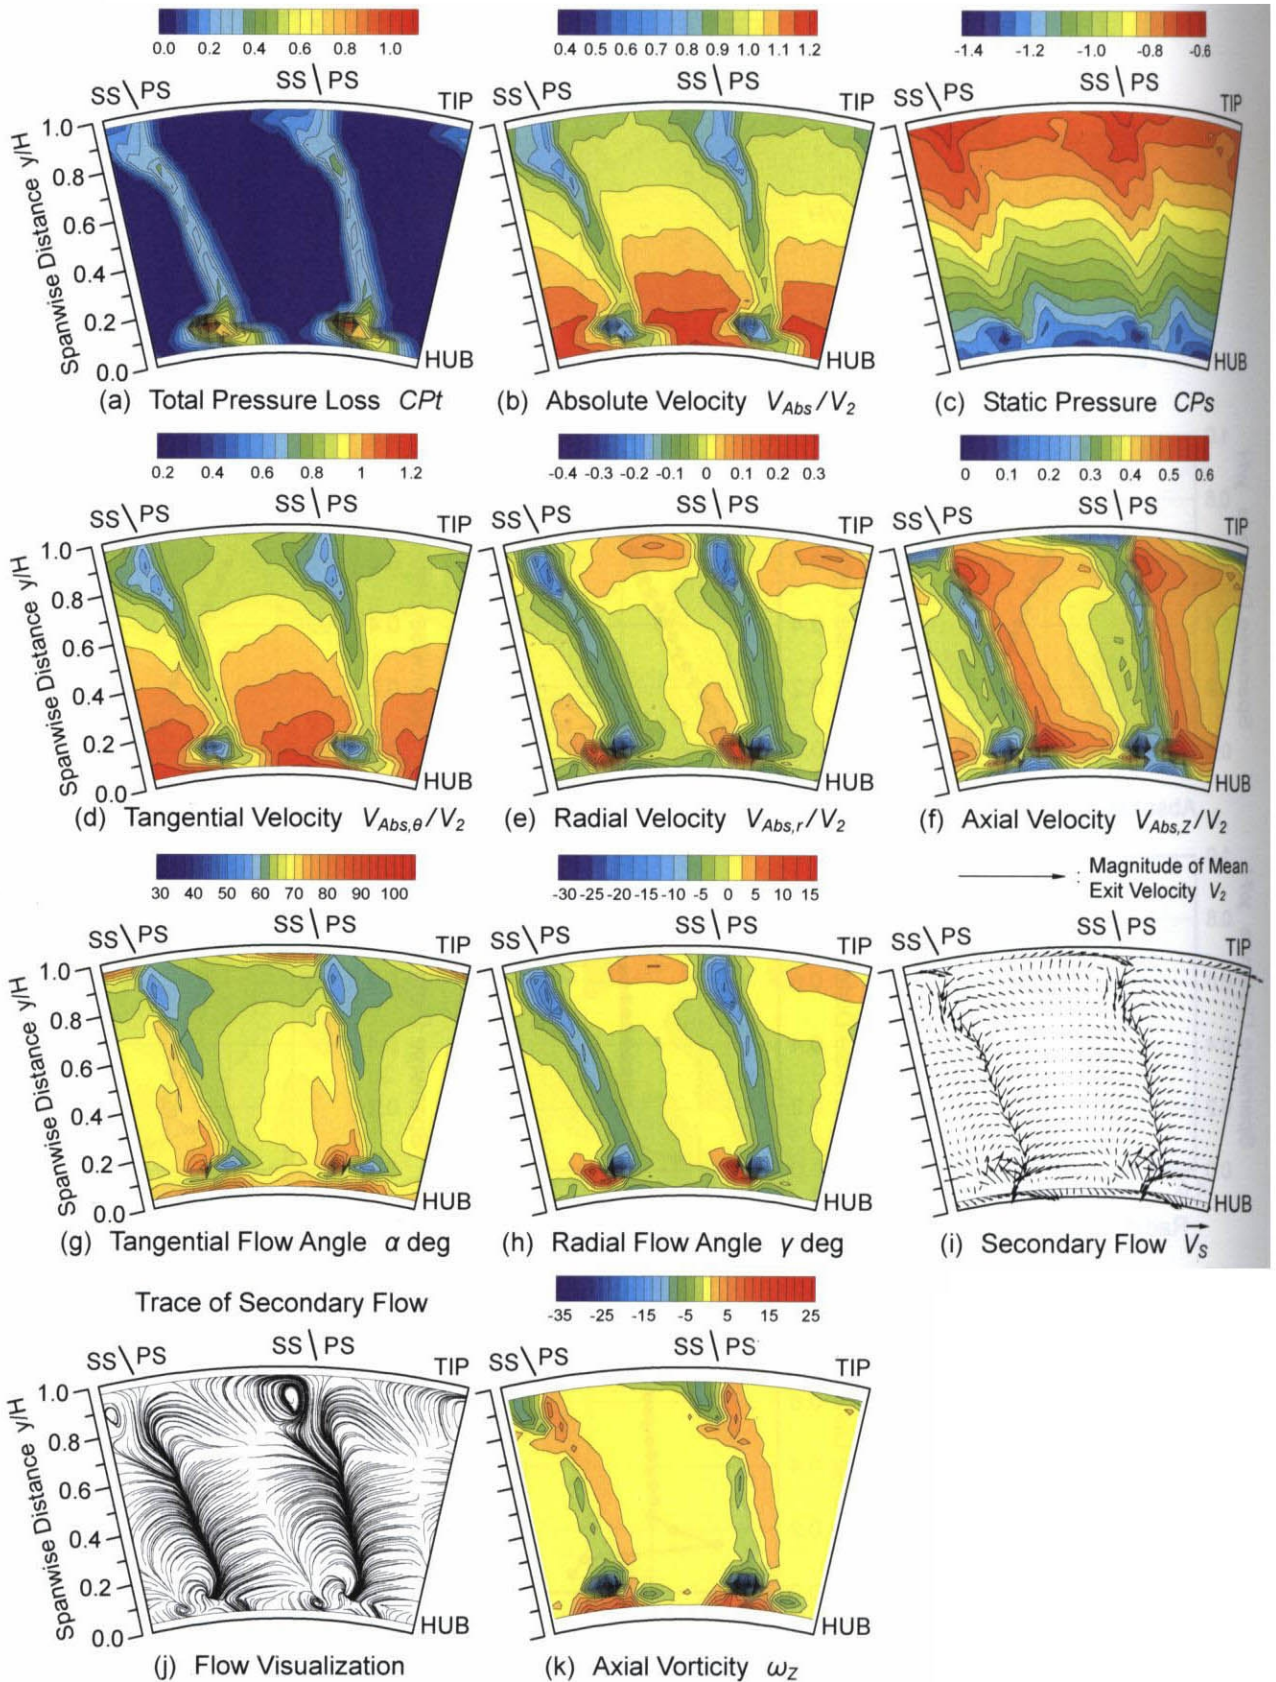 0.0 0.2 0.4 0.6 0.8 1.0
0.4 0.5 0.6 0.7 0.8 0.9 1.0 1.1 1.2
-1.4 -1.2 -1.0 -0.8 -0.6
SS \ PS SS \ PS TIP
SS \ PS SS \ PS TIP
SS \ PS SS \ PS TIP
Spanwise Distance y/H
1.0
0.8
0.6
0.4
0.2
0.0
HUB
HUB
HUB
(a) Total Pressure Loss CPt
(b) Absolute Velocity V_Abs/V_2
(c) Static Pressure CPs
0.2 0.4 0.6 0.8 1 1.2
-0.4 -0.3 -0.2 -0.1 0 0.1 0.2 0.3
0 0.1 0.2 0.3 0.4 0.5 0.6
SS \ PS SS \ PS TIP
SS \ PS SS \ PS TIP
SS \ PS SS \ PS TIP
Spanwise Distance y/H
1.0
0.8
0.6
0.4
0.2
0.0
HUB
HUB
HUB
(d) Tangential Velocity V_Abs,θ/V_2
(e) Radial Velocity V_Abs,r/V_2
(f) Axial Velocity V_Abs,Z/V_2
30 40 50 60 70 80 90 100
-30 -25 -20 -15 -10 -5 0 5 10 15
: Magnitude of Mean
Exit Velocity V_2
SS \ PS SS \ PS TIP
SS \ PS SS \ PS TIP
SS \ PS SS \ PS TIP
Spanwise Distance y/H
1.0
0.8
0.6
0.4
0.2
0.0
HUB
HUB
HUB
(g) Tangential Flow Angle α deg
(h) Radial Flow Angle γ deg
(i) Secondary Flow V_S
Trace of Secondary Flow
-35 -25 -15 -5 5 15 25
SS \ PS SS \ PS TIP
SS \ PS SS \ PS TIP
Spanwise Distance y/H
1.0
0.8
0.6
0.4
0.2
0.0
HUB
HUB
(j) Flow Visualization
(k) Axial Vorticity ω_Z